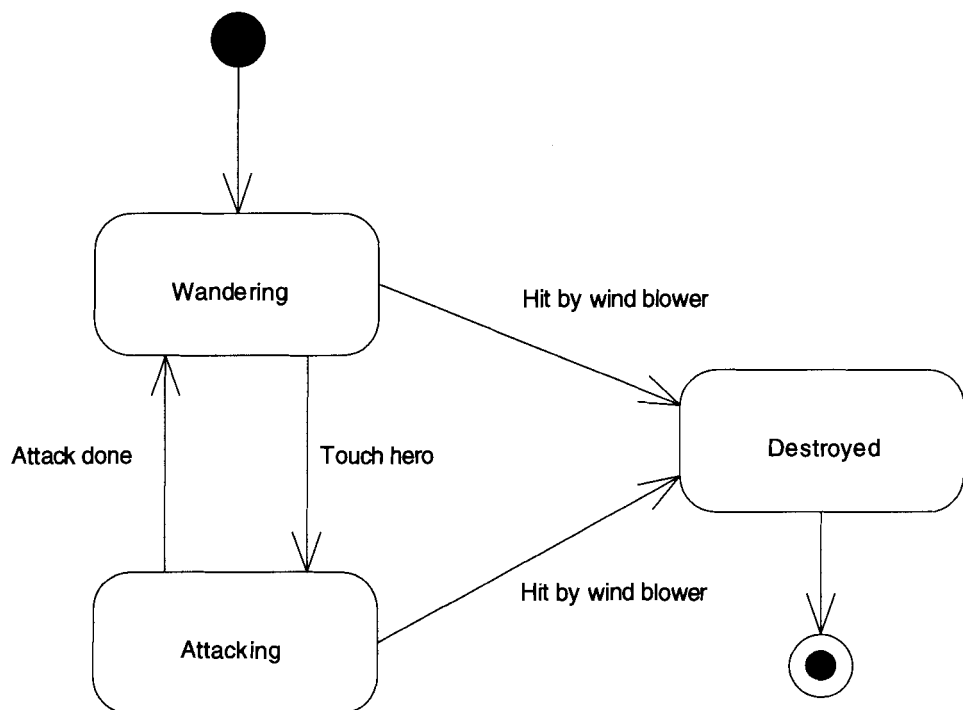 Wandering
Hit by wind blower
Attack done
Touch hero
Destroyed
Hit by wind blower
Attacking